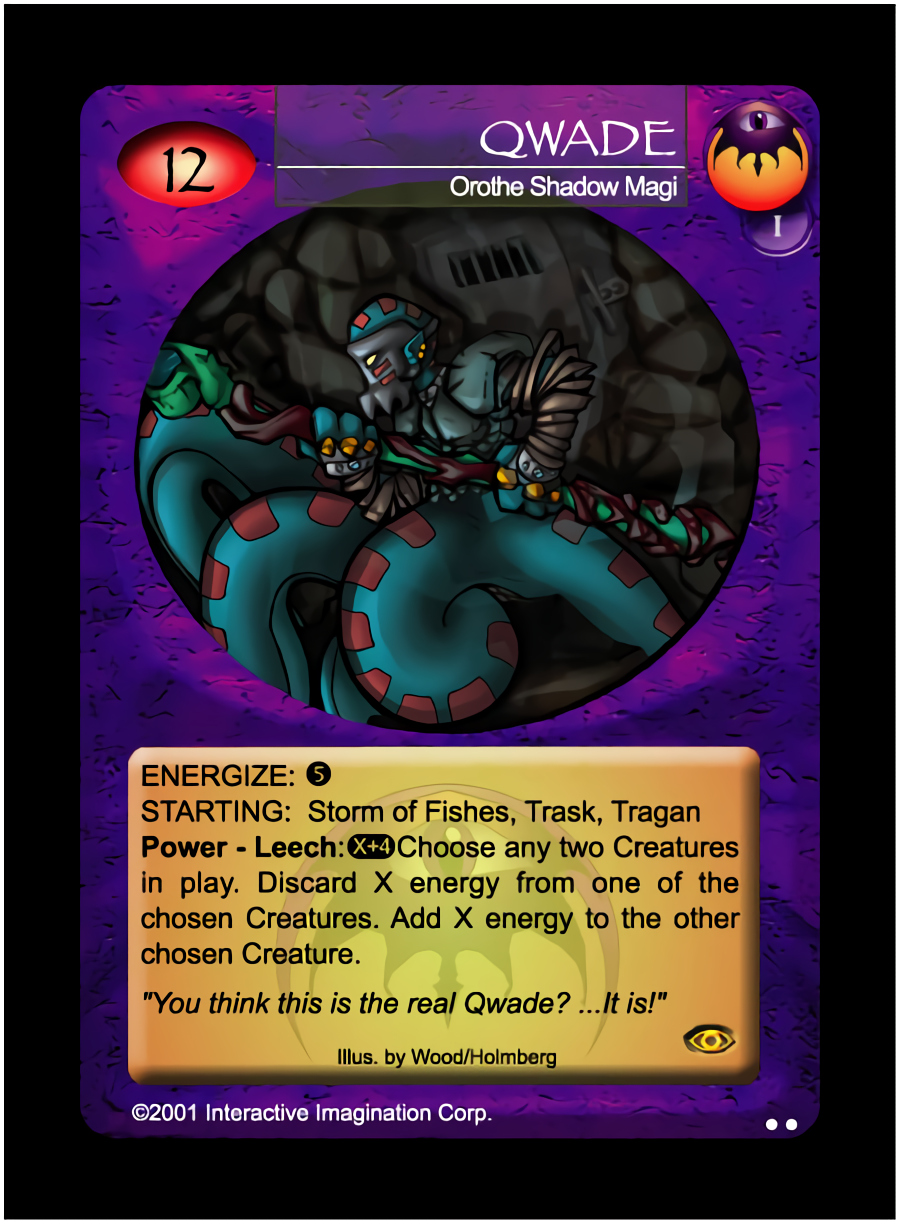 12
QWADE
Orothe Shadow Magi
I
ENERGIZE: 5
STARTING: Storm of Fishes, Trask, Tragan
Power - Leech: X+4 Choose any two Creatures
in play. Discard X energy from one of the
chosen Creatures. Add X energy to the other
chosen Creature.
"You think this is the real Qwade? ...It is!"
Illus. by Wood/Holmberg
©2001 Interactive Imagination Corp.